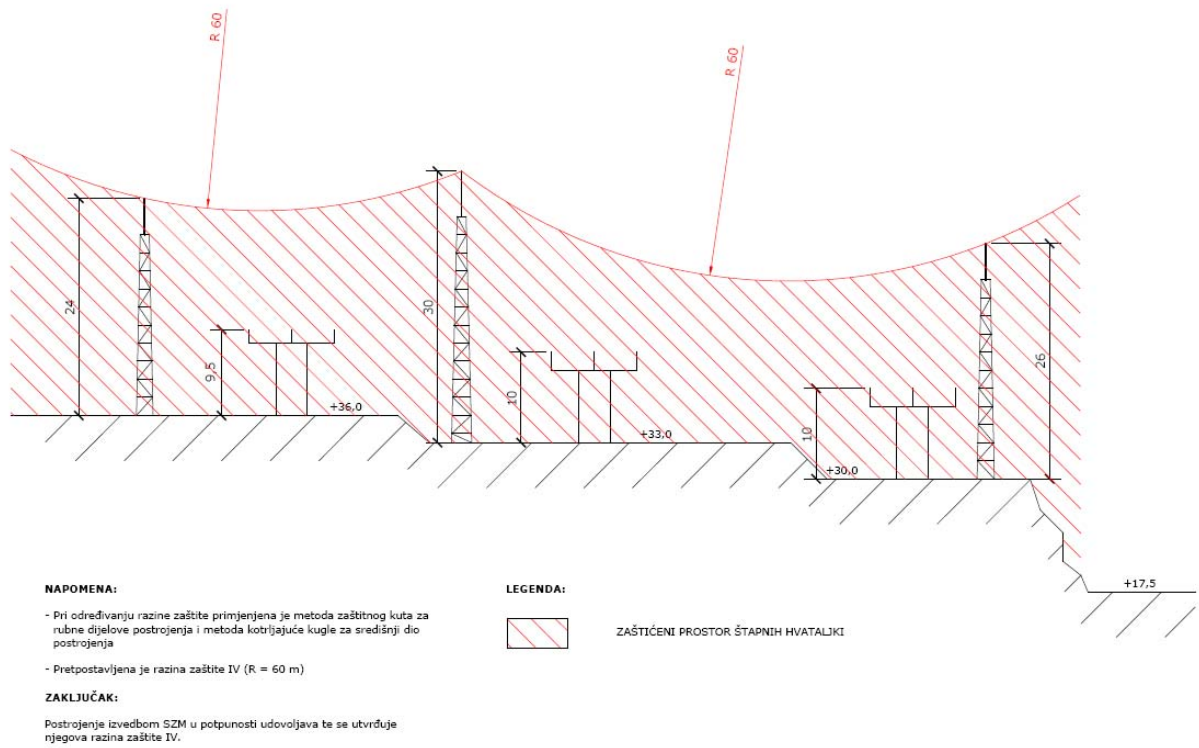 R 60
R 60
24
9,5
+36,0
30
10
+33,0
10
+30,0
26
+17,5
NAPOMENA:
- Pri određivanju razine zaštite primjenjena je metoda zaštitnog kuta za
rubne dijelove postrojenja i metoda kotrljajuće kugle za središnji dio
postrojenja
- Pretpostavljena je razina zaštite IV (R = 60 m)
ZAKLJUČAK:
Postrojenje izvedbom SZM u potpunosti udovoljava te se utvrđuje
njegova razina zaštite IV.
LEGENDA:
ZAŠTIĆENI PROSTOR ŠTAPNIH HVATALJKI